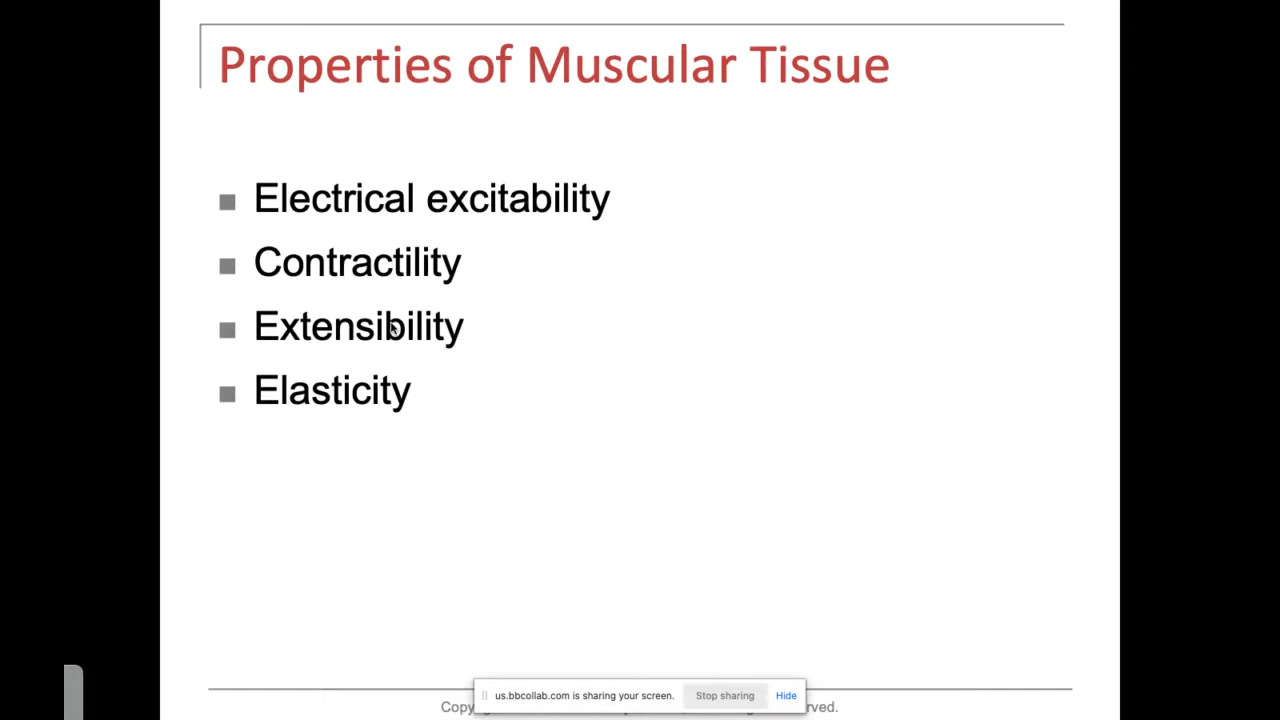 Properties of Muscular Tissue
Electrical excitability
Contractility
Extensibility
Elasticity
us.bbcollab.com is sharing your screen. Stop sharing Hide